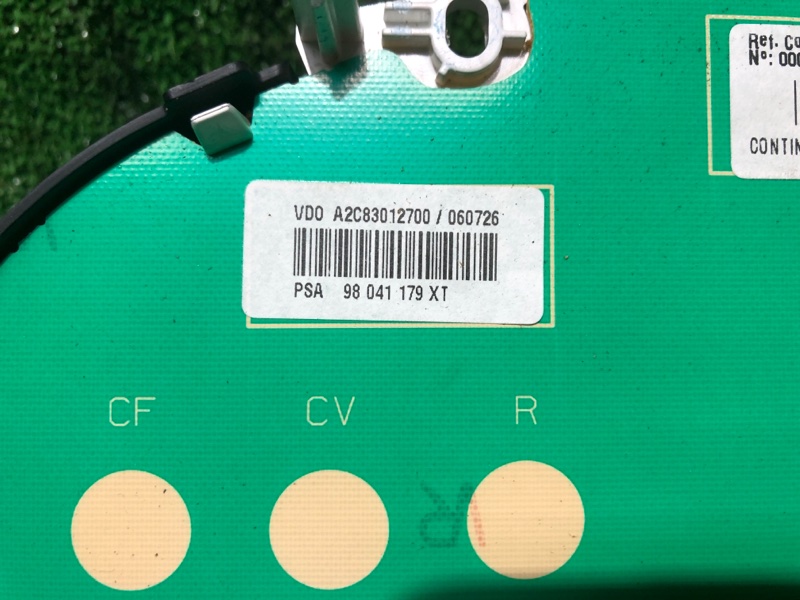 Ref. Co
Nº: 000
CONTIN
VDO A2C83012700 / 060726
PSA 98 041 179 XT
CF CV R
R